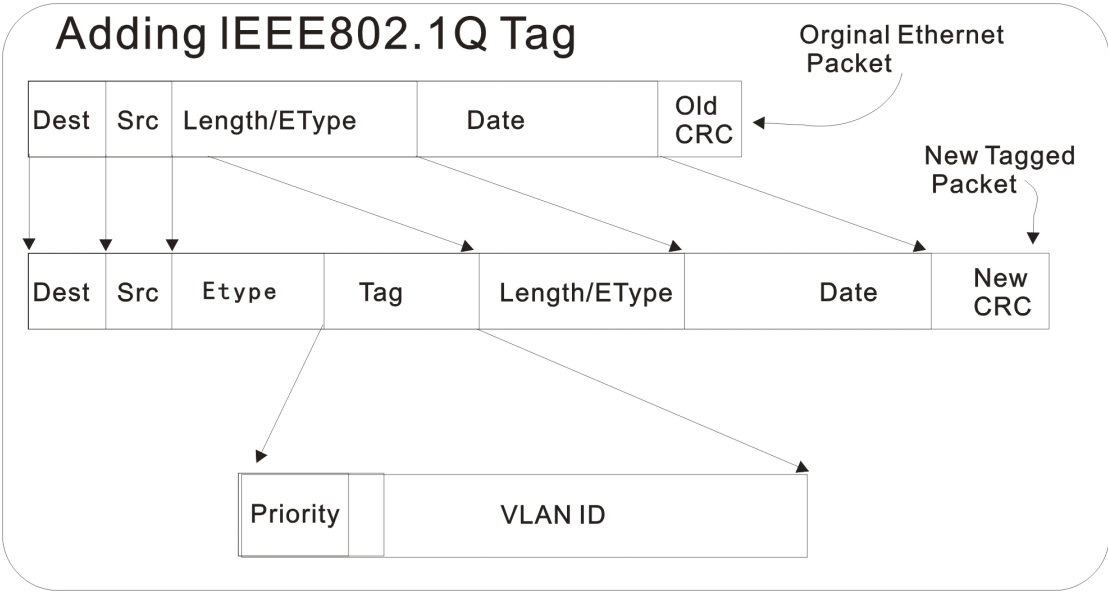 Adding IEEE802.1Q Tag
Orginal Ethernet
Packet
Dest Src Length/EType Date Old
CRC
New Tagged
Packet
Dest Src Etype Tag Length/EType Date New
CRC
Priority VLAN ID